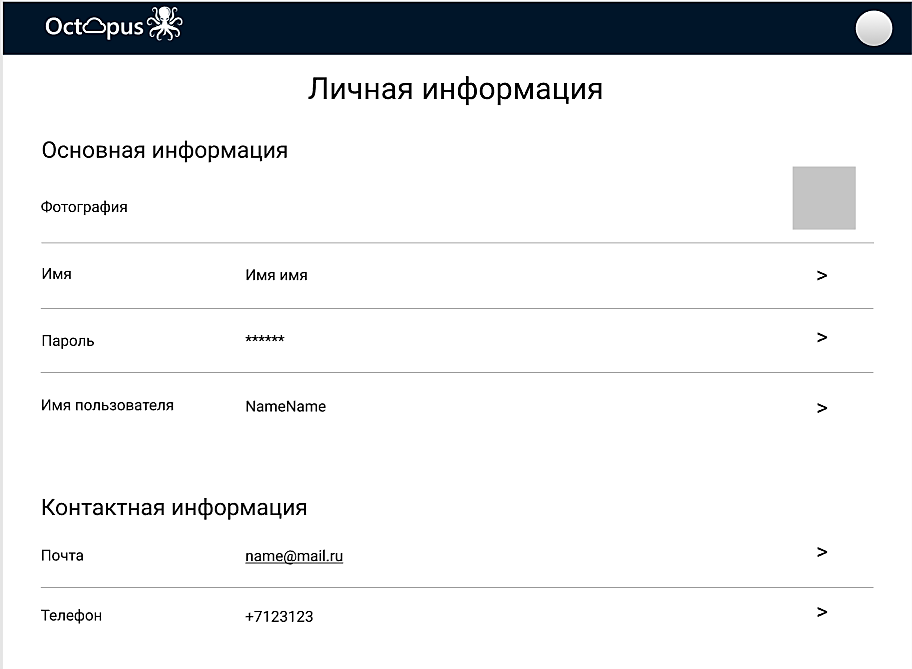 Octopus
Личная информация
Основная информация
Фотография
Имя Имя имя >
Пароль ****** >
Имя пользователя NameName >
Контактная информация
Почта name@mail.ru >
Телефон +7123123 >